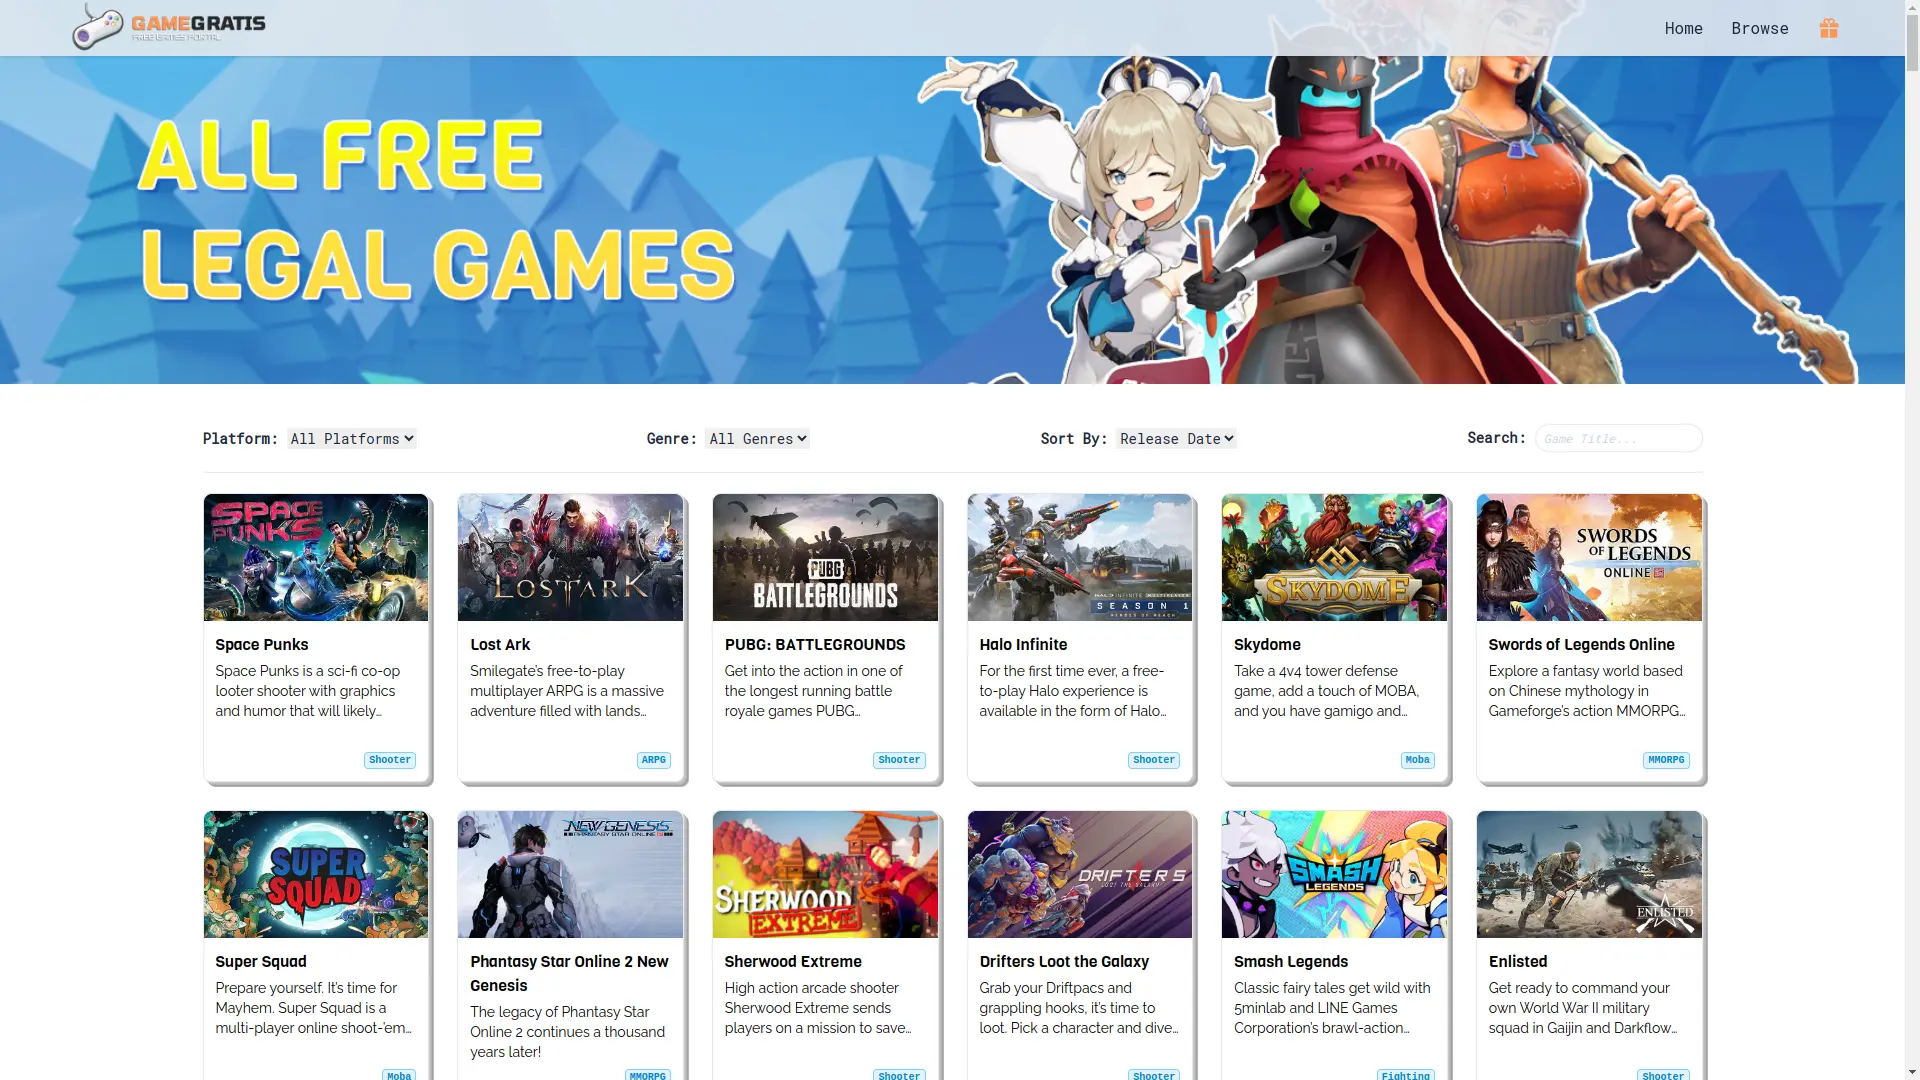 GAMEGRATIS
FREE GAMES PORTAL
Home
Browse
ALL FREE
LEGAL GAMES
Platform: All Platforms
Genre: All Genres
Sort By: Release Date
Search: Game Title...
SPACE
PUNKS
LOST ARK
PUBG
BATTLEGROUNDS
HALO INFINITE MULTIPLAYER
SEASON 1
HEROES OF REACH
SKYDOME
SWORDS
OF LEGENDS
ONLINE
Space Punks
Space Punks is a sci-fi co-op
looter shooter with graphics
and humor that will likely…
Shooter
Lost Ark
Smilegate’s free-to-play
multiplayer ARPG is a massive
adventure filled with lands…
ARPG
PUBG: BATTLEGROUNDS
Get into the action in one of
the longest running battle
royale games PUBG…
Shooter
Halo Infinite
For the first time ever, a free-
to-play Halo experience is
available in the form of Halo…
Shooter
Skydome
Take a 4v4 tower defense
game, add a touch of MOBA,
and you have gamigo and…
Moba
Swords of Legends Online
Explore a fantasy world based
on Chinese mythology in
Gameforge’s action MMORPG…
MMORPG
SUPER
SQUAD
NEW GENESIS
PHANTASY STAR ONLINE 2
SHERWOOD
EXTREME
DRIFTERS
LOOT THE GALAXY
SMASH
LEGENDS
ENLISTED
Super Squad
Prepare yourself. It’s time for
Mayhem. Super Squad is a
multi-player online shoot-’em…
Moba
Phantasy Star Online 2 New
Genesis
The legacy of Phantasy Star
Online 2 continues a thousand
years later!
MMORPG
Sherwood Extreme
High action arcade shooter
Sherwood Extreme sends
players on a mission to save…
Shooter
Drifters Loot the Galaxy
Grab your Driftpacs and
grappling hooks, it’s time to
loot. Pick a character and dive…
Shooter
Smash Legends
Classic fairy tales get wild with
5minlab and LINE Games
Corporation’s brawl-action…
Fighting
Enlisted
Get ready to command your
own World War II military
squad in Gaijin and Darkflow…
Shooter